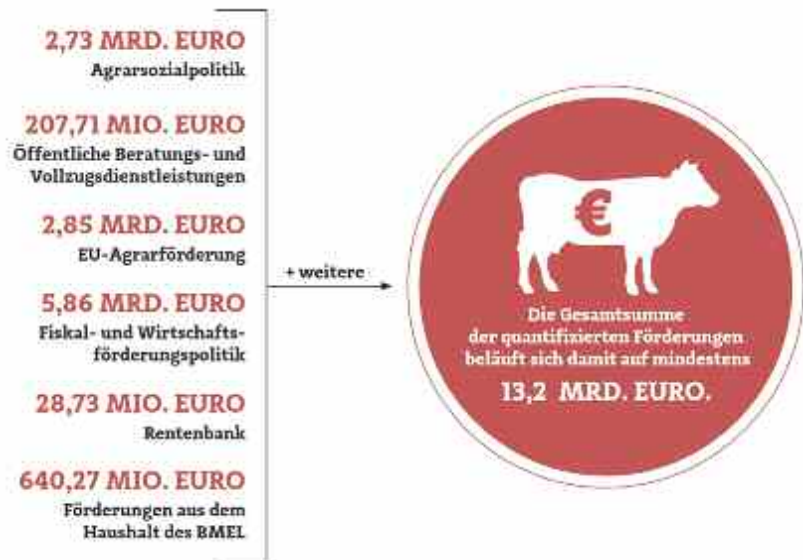 2,73 MRD. EURO
Agrarsozialpolitik
207,71 MIO. EURO
Öffentliche Beratungs- und
Vollzugsdienstleistungen
2,85 MRD. EURO
EU-Agrarförderung
5,86 MRD. EURO
Fiskal- und Wirtschafts-
förderungspolitik
28,73 MIO. EURO
Rentenbank
640,27 MIO. EURO
Förderungen aus dem
Haushalt des BMEL
+ weitere
€
Die Gesamtsumme
der quantifizierten Förderungen
beläuft sich damit auf mindestens
13,2 MRD. EURO.